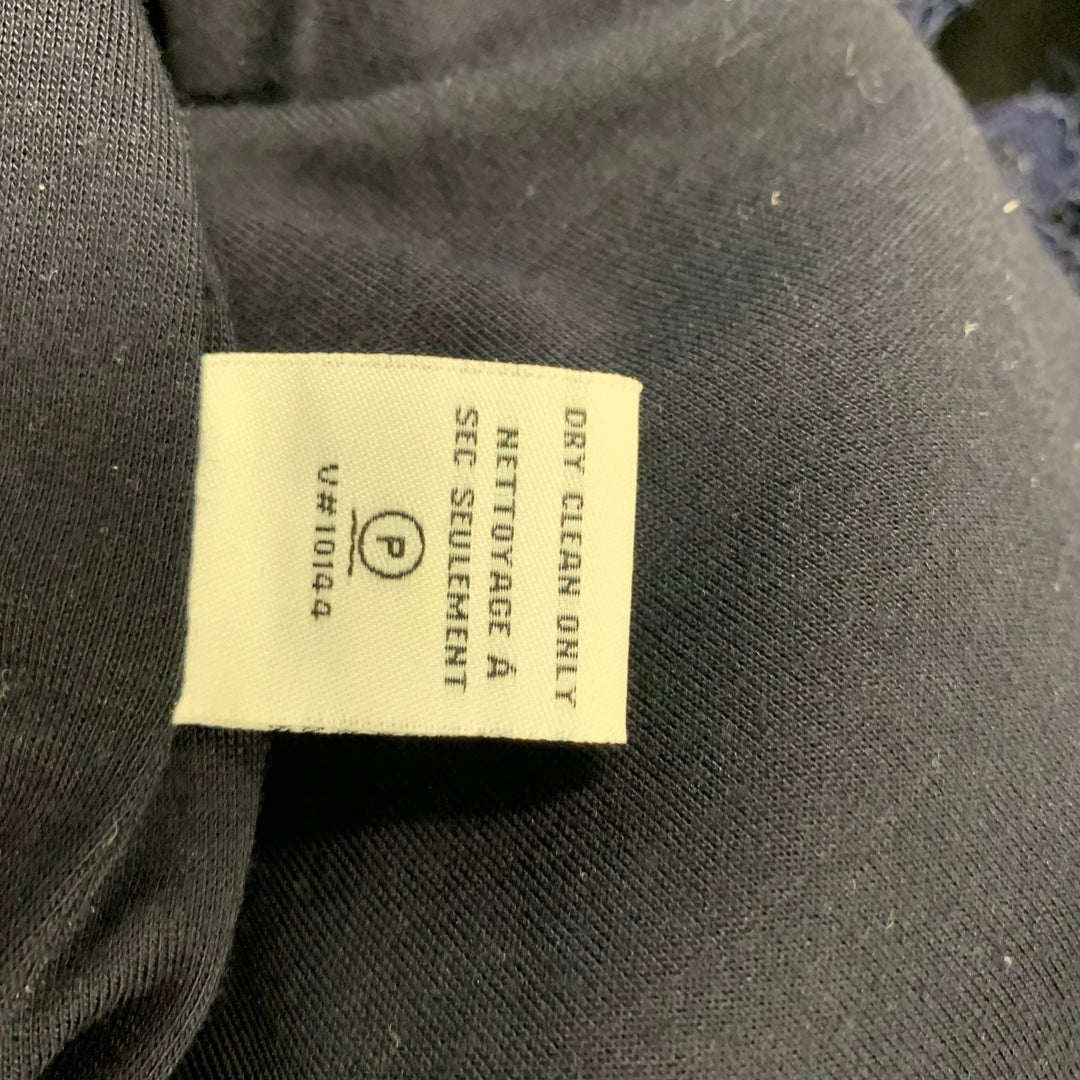 DRY CLEAN ONLY
NETTOYAGE À
SEC SEULEMENT
P
V#10144